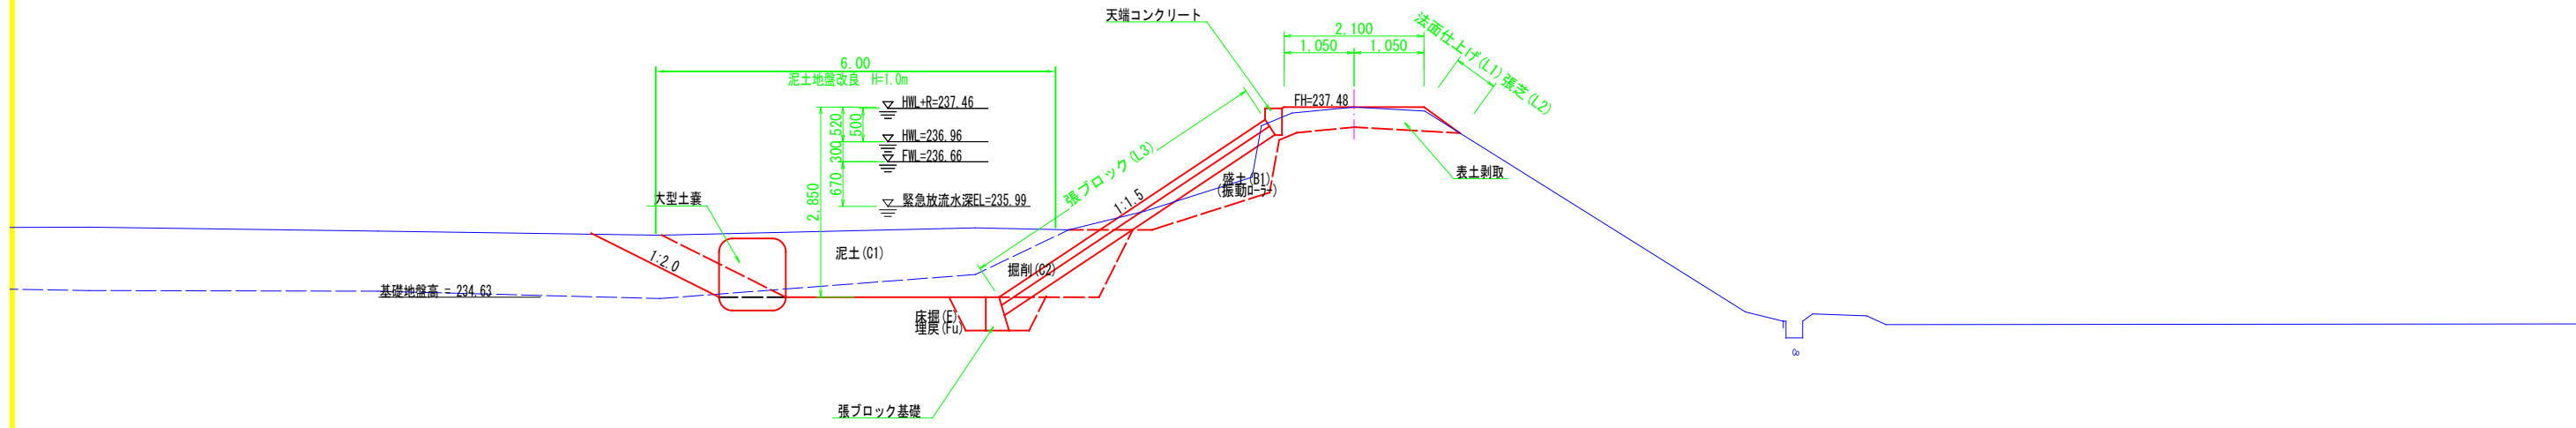 天端コンクリート
2,100
1,050
1,050
法面仕上げ(L1)
張芝(L2)
6.00
泥土地盤改良 H=1.0m
HWL+R=237.46
FH=237.48
520
500
HWL=236.96
300
FWL=236.66
張ブロック(L3)
表土剥取
盛土(B1)
(振動ﾛｰﾗｰ)
670
2,850
大型土嚢
緊急放流水深EL=235.99
1:1.5
泥土(C1)
1:2.0
掘削(C2)
基礎地盤高 = 234.63
床掘(E)
埋戻(Fu)
張ブロック基礎